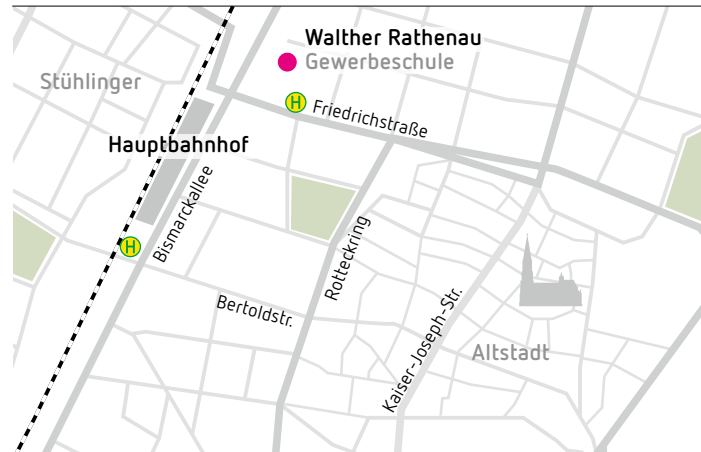 Walther Rathenau
Gewerbeschule
Stühlinger
H
Friedrichstraße
Hauptbahnhof
Bismarckallee
H
Rotteckring
Bertoldstr.
Kaiser-Joseph-Str.
Altstadt